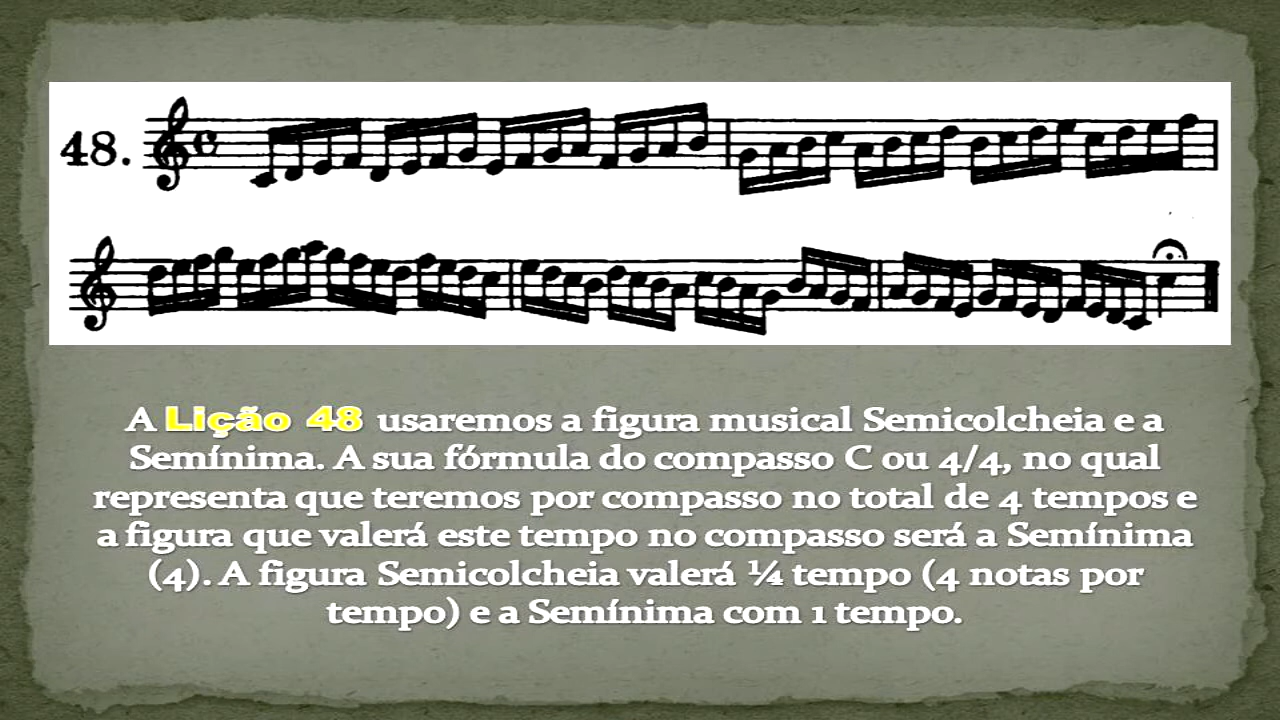 48.
A Lição 48 usaremos a figura musical Semicolcheia e a
Semínima. A sua fórmula do compasso C ou 4/4, no qual
representa que teremos por compasso no total de 4 tempos e
a figura que valerá este tempo no compasso será a Semínima
(4). A figura Semicolcheia valerá ¼ tempo (4 notas por
tempo) e a Semínima com 1 tempo.